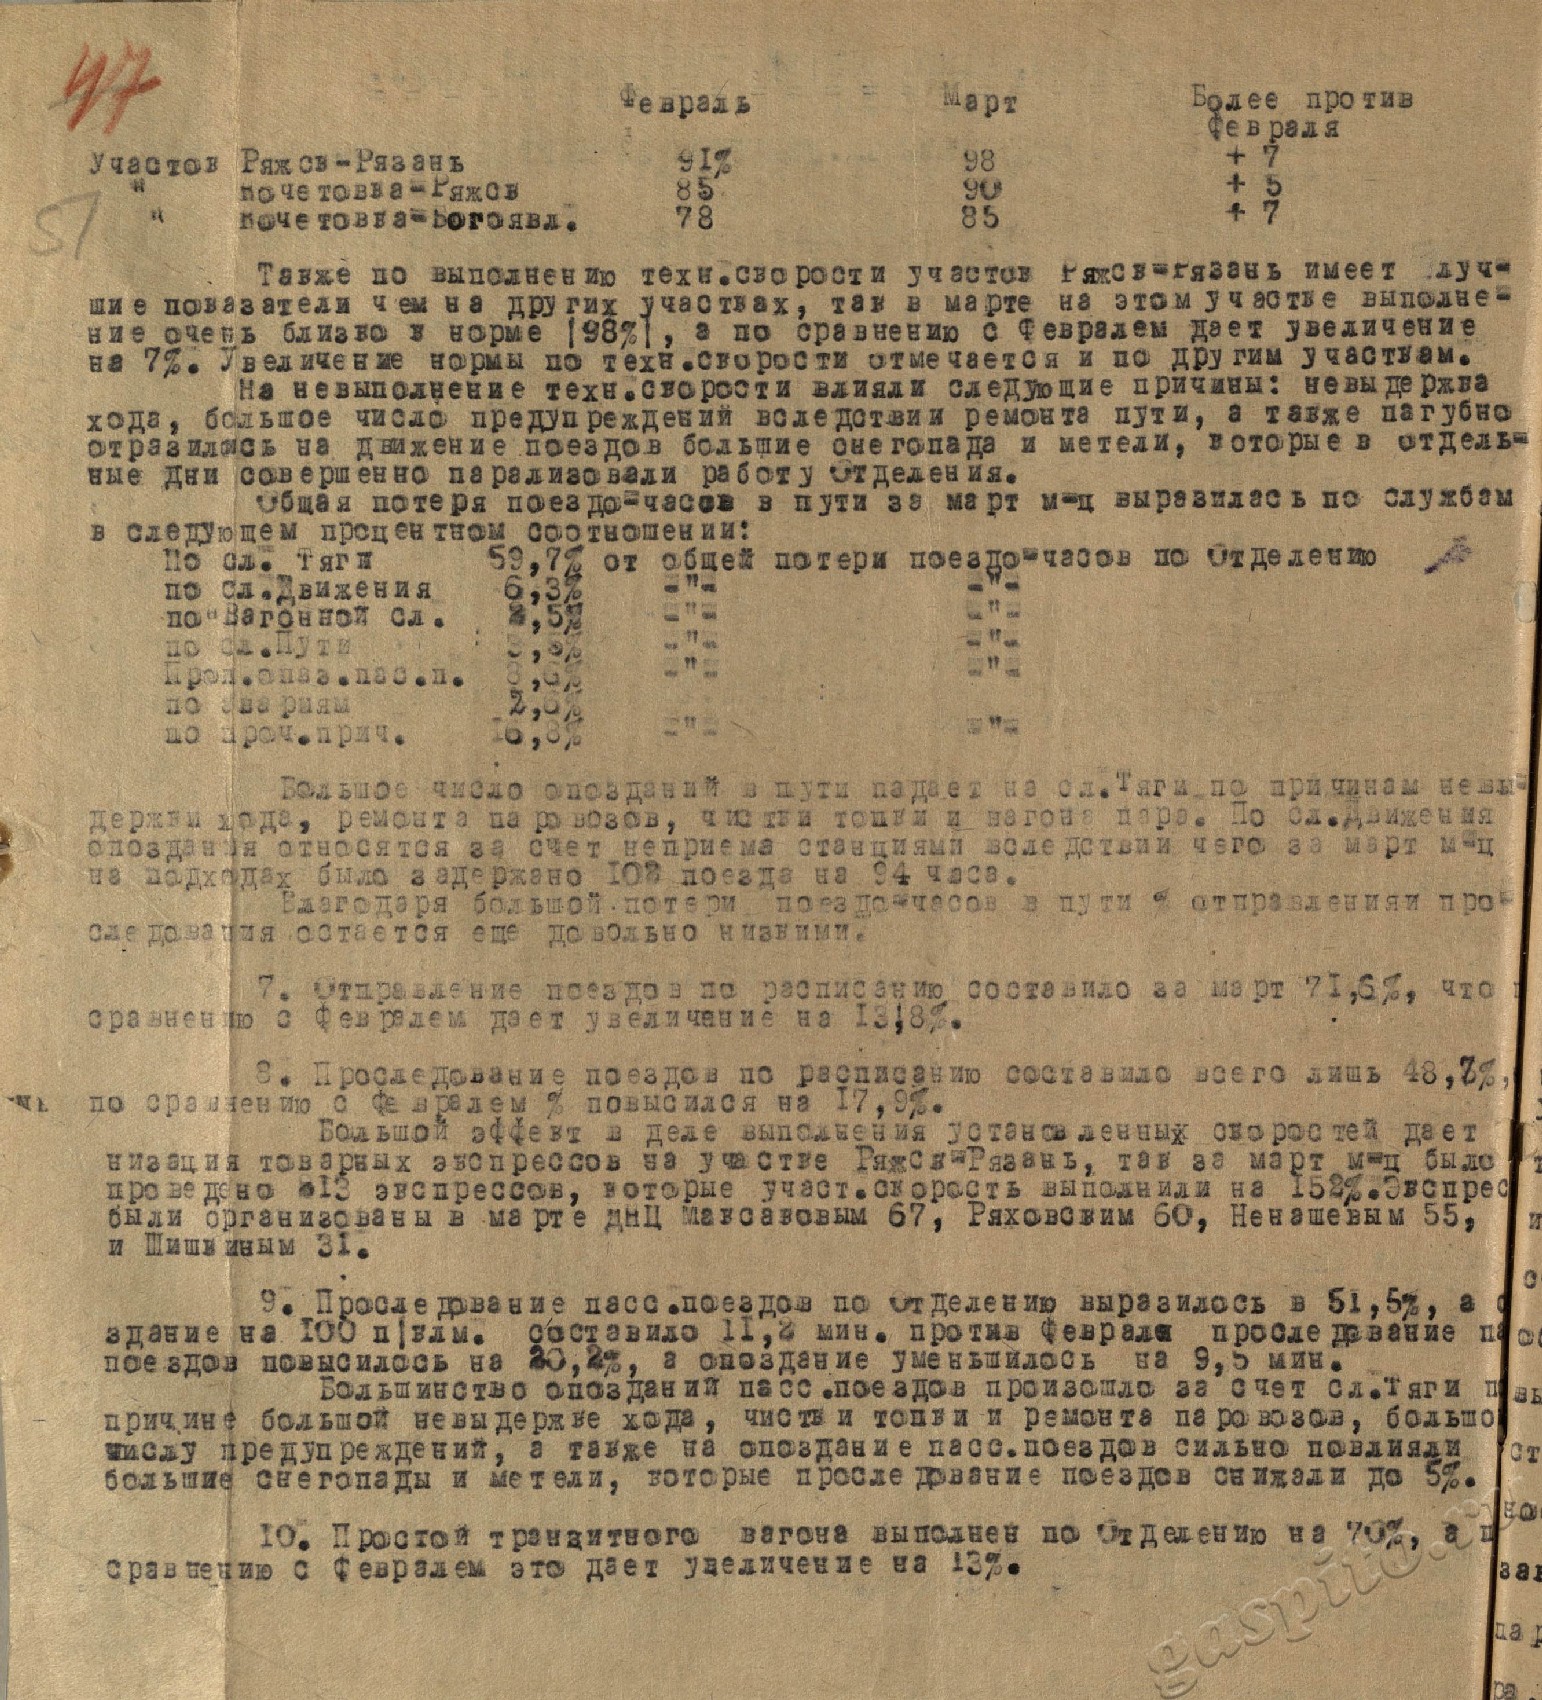 47
51
Февраль Март Более против
Февраля
Участок Ряжск-Рязань 91% 98 + 7
" Кочетовка-Ряжск 85 90 + 5
" Кочетовка-Богоявл. 78 85 + 7
Также по выполнению техн.скорости участок Ряжск-Рязань имеет луч-
шие показатели чем на других участках, так в марте на этом участке выполне-
ние очень близко к норме |98%|, а по сравнению с Февралем дает увеличение
на 7%. Увеличение нормы по техн.скорости отмечается и по другим участкам.
На невыполнение техн.скорости влияли следующие причины: невыдержка
хода, большое число предупреждений вследствии ремонта пути, а также пагубно
отразились на движение поездов большие снегопада и метели, которые в отдель-
ные дни совершенно парализовали работу Отделения.
Общая потеря поездо-часов в пути за март м-ц выразилась по службам
в следующем процентном соотношении:
По сл. Тяги 59,7% от общей потери поездо-часов по Отделению
по сл.Движения 6,3% -"- -"-
по Вагонной сл. ,5% -"- -"-
по сл.Пути -"- -"-
Проп.опаз.пас.п. 8,6% -"- -"-
по авариям 2,6%
по проч.прич. 16,8% -"- -"-
Большое число опозданий в пути падает на сл.Тяги по причинам невы-
держки хода, ремонта паровозов, чистки топки и нагона пара. По сл.Движения
опоздания относятся за счет неприема станциями вследствии чего за март м-ц
на подходах было задержано 102 поезда на 94 часа.
Благодаря большой потери поездо-часов в пути % отправленияи про-
следования остается еще довольно низкими.
7. Отправление поездов по расписанию составило за март 71,6%, что
сравнению с Февралем дает увеличение на 13,8%.
8. Проследование поездов по расписанию составило всего лишь 48,7%,
по сравнению с Февралем % повысился на 17,9%.
Большой эффект в деле выполнения установленных скоростей дает
низация товарных экспрессов на участке Ряжск-Рязань, так за март м-ц было
проведено 213 экспрессов, которые участ.скорость выполнили на 152%.Экспрес
были организованы в марте ДНЦ Максаковым 67, Ряховским 60, Ненашевым 55,
и Шишкиным 31.
9. Проследование пасс.поездов по Отделению выразилось в 51,5%, а о
здание на 100 п|клм. составило 11,2 мин. против февраля проследование па
поездов повысилось на 20,2%, а опоздание уменьшилось на 9,5 мин.
Большинство опозданий пасс.поездов произошло за счет сл.Тяги п
причине большой невыдержке хода, чистки топки и ремонта паровозов, большо
числу предупреждений, а также на опоздание пасс.поездов сильно повлияли
большие снегопады и метели, которые проследование поездов снижали до 5%.
10. Простой транзитного вагона выполнен по Отделению на 70%, а п
сравнению с Февралем это дает увеличение на 13%.
gaspito.ru